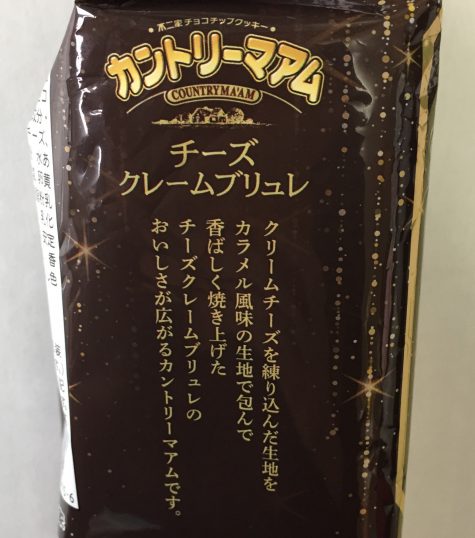 ・不二家チョコチップクッキー・
カントリーマアム
COUNTRY MA'AM
チーズ
クレームブリュレ
クリームチーズを練り込んだ生地を
カラメル風味の生地で包んで
香ばしく焼き上げた
チーズクレームブリュレの
おいしさが広がるカントリーマアムです。